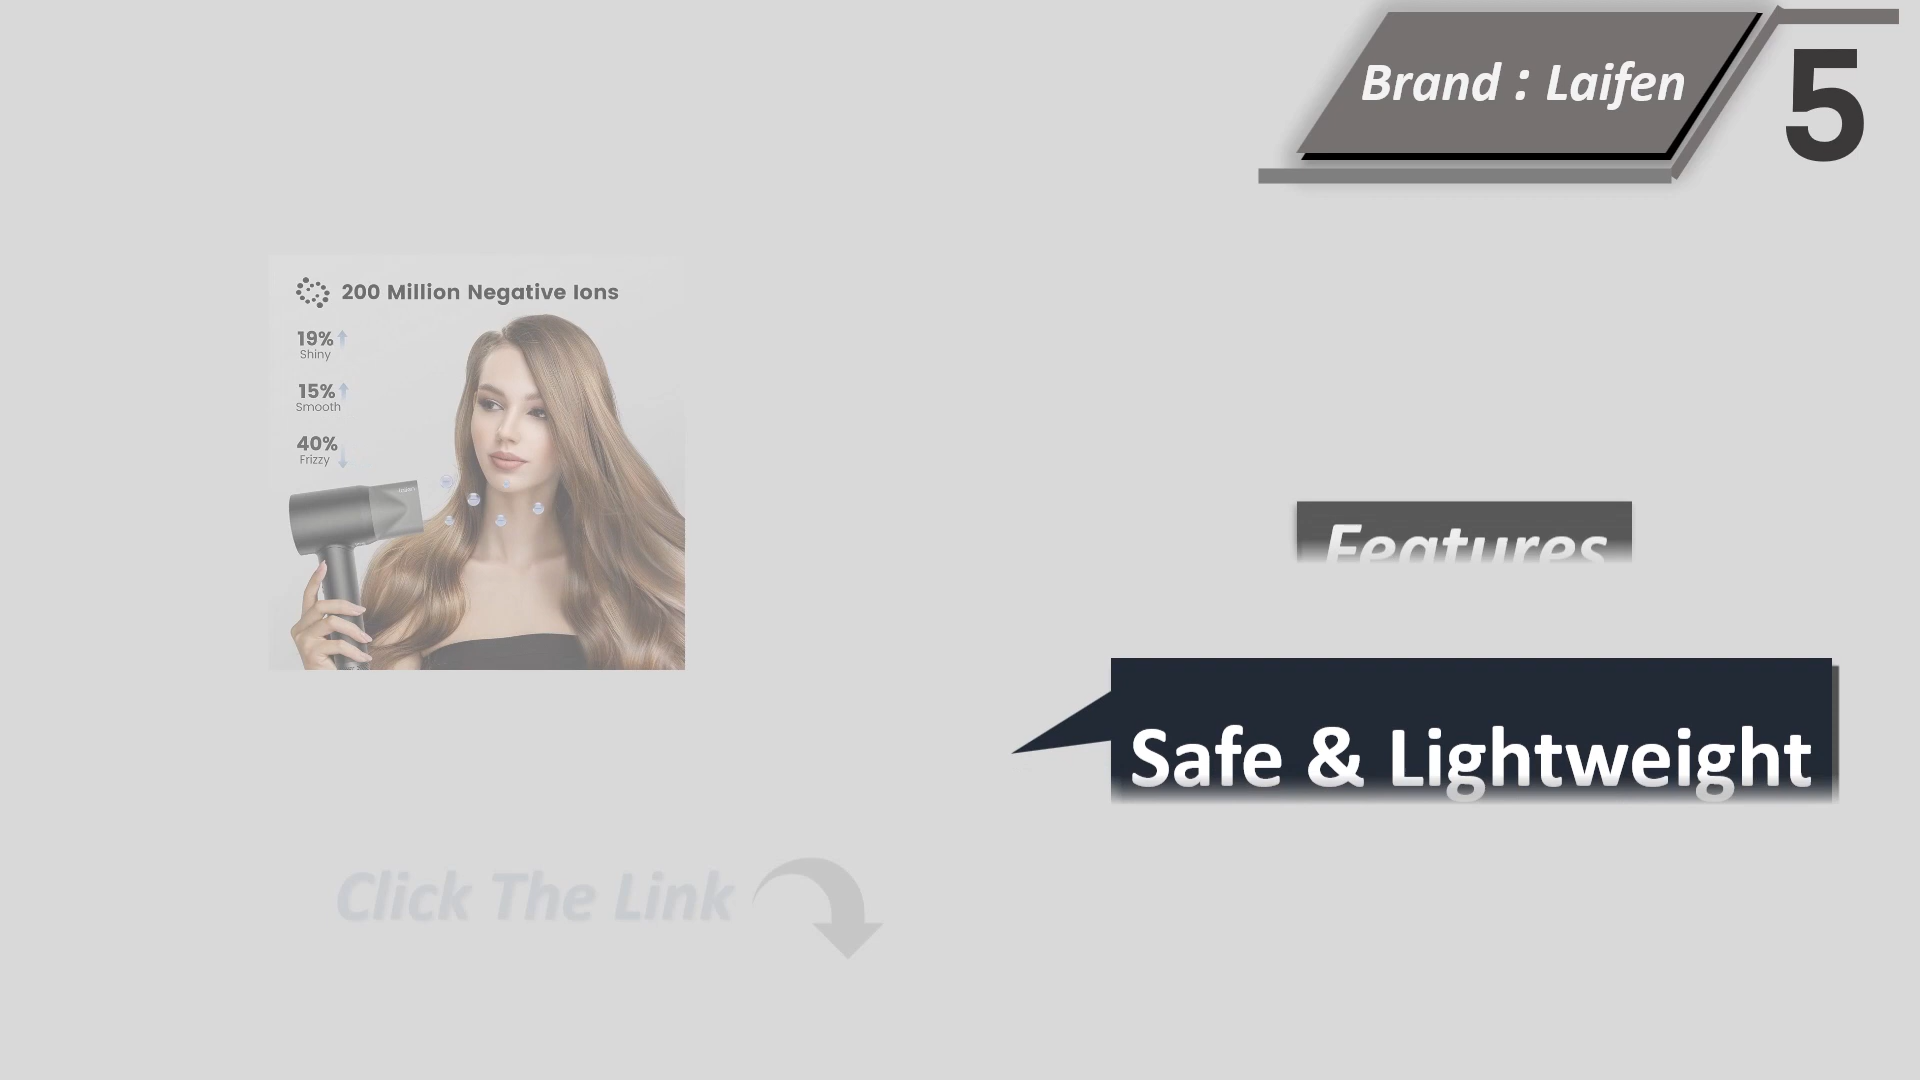 Brand : Laifen
5
200 Million Negative Ions
19%
Shiny
15%
Smooth
40%
Frizzy
Features
Safe & Lightweight
Click The Link